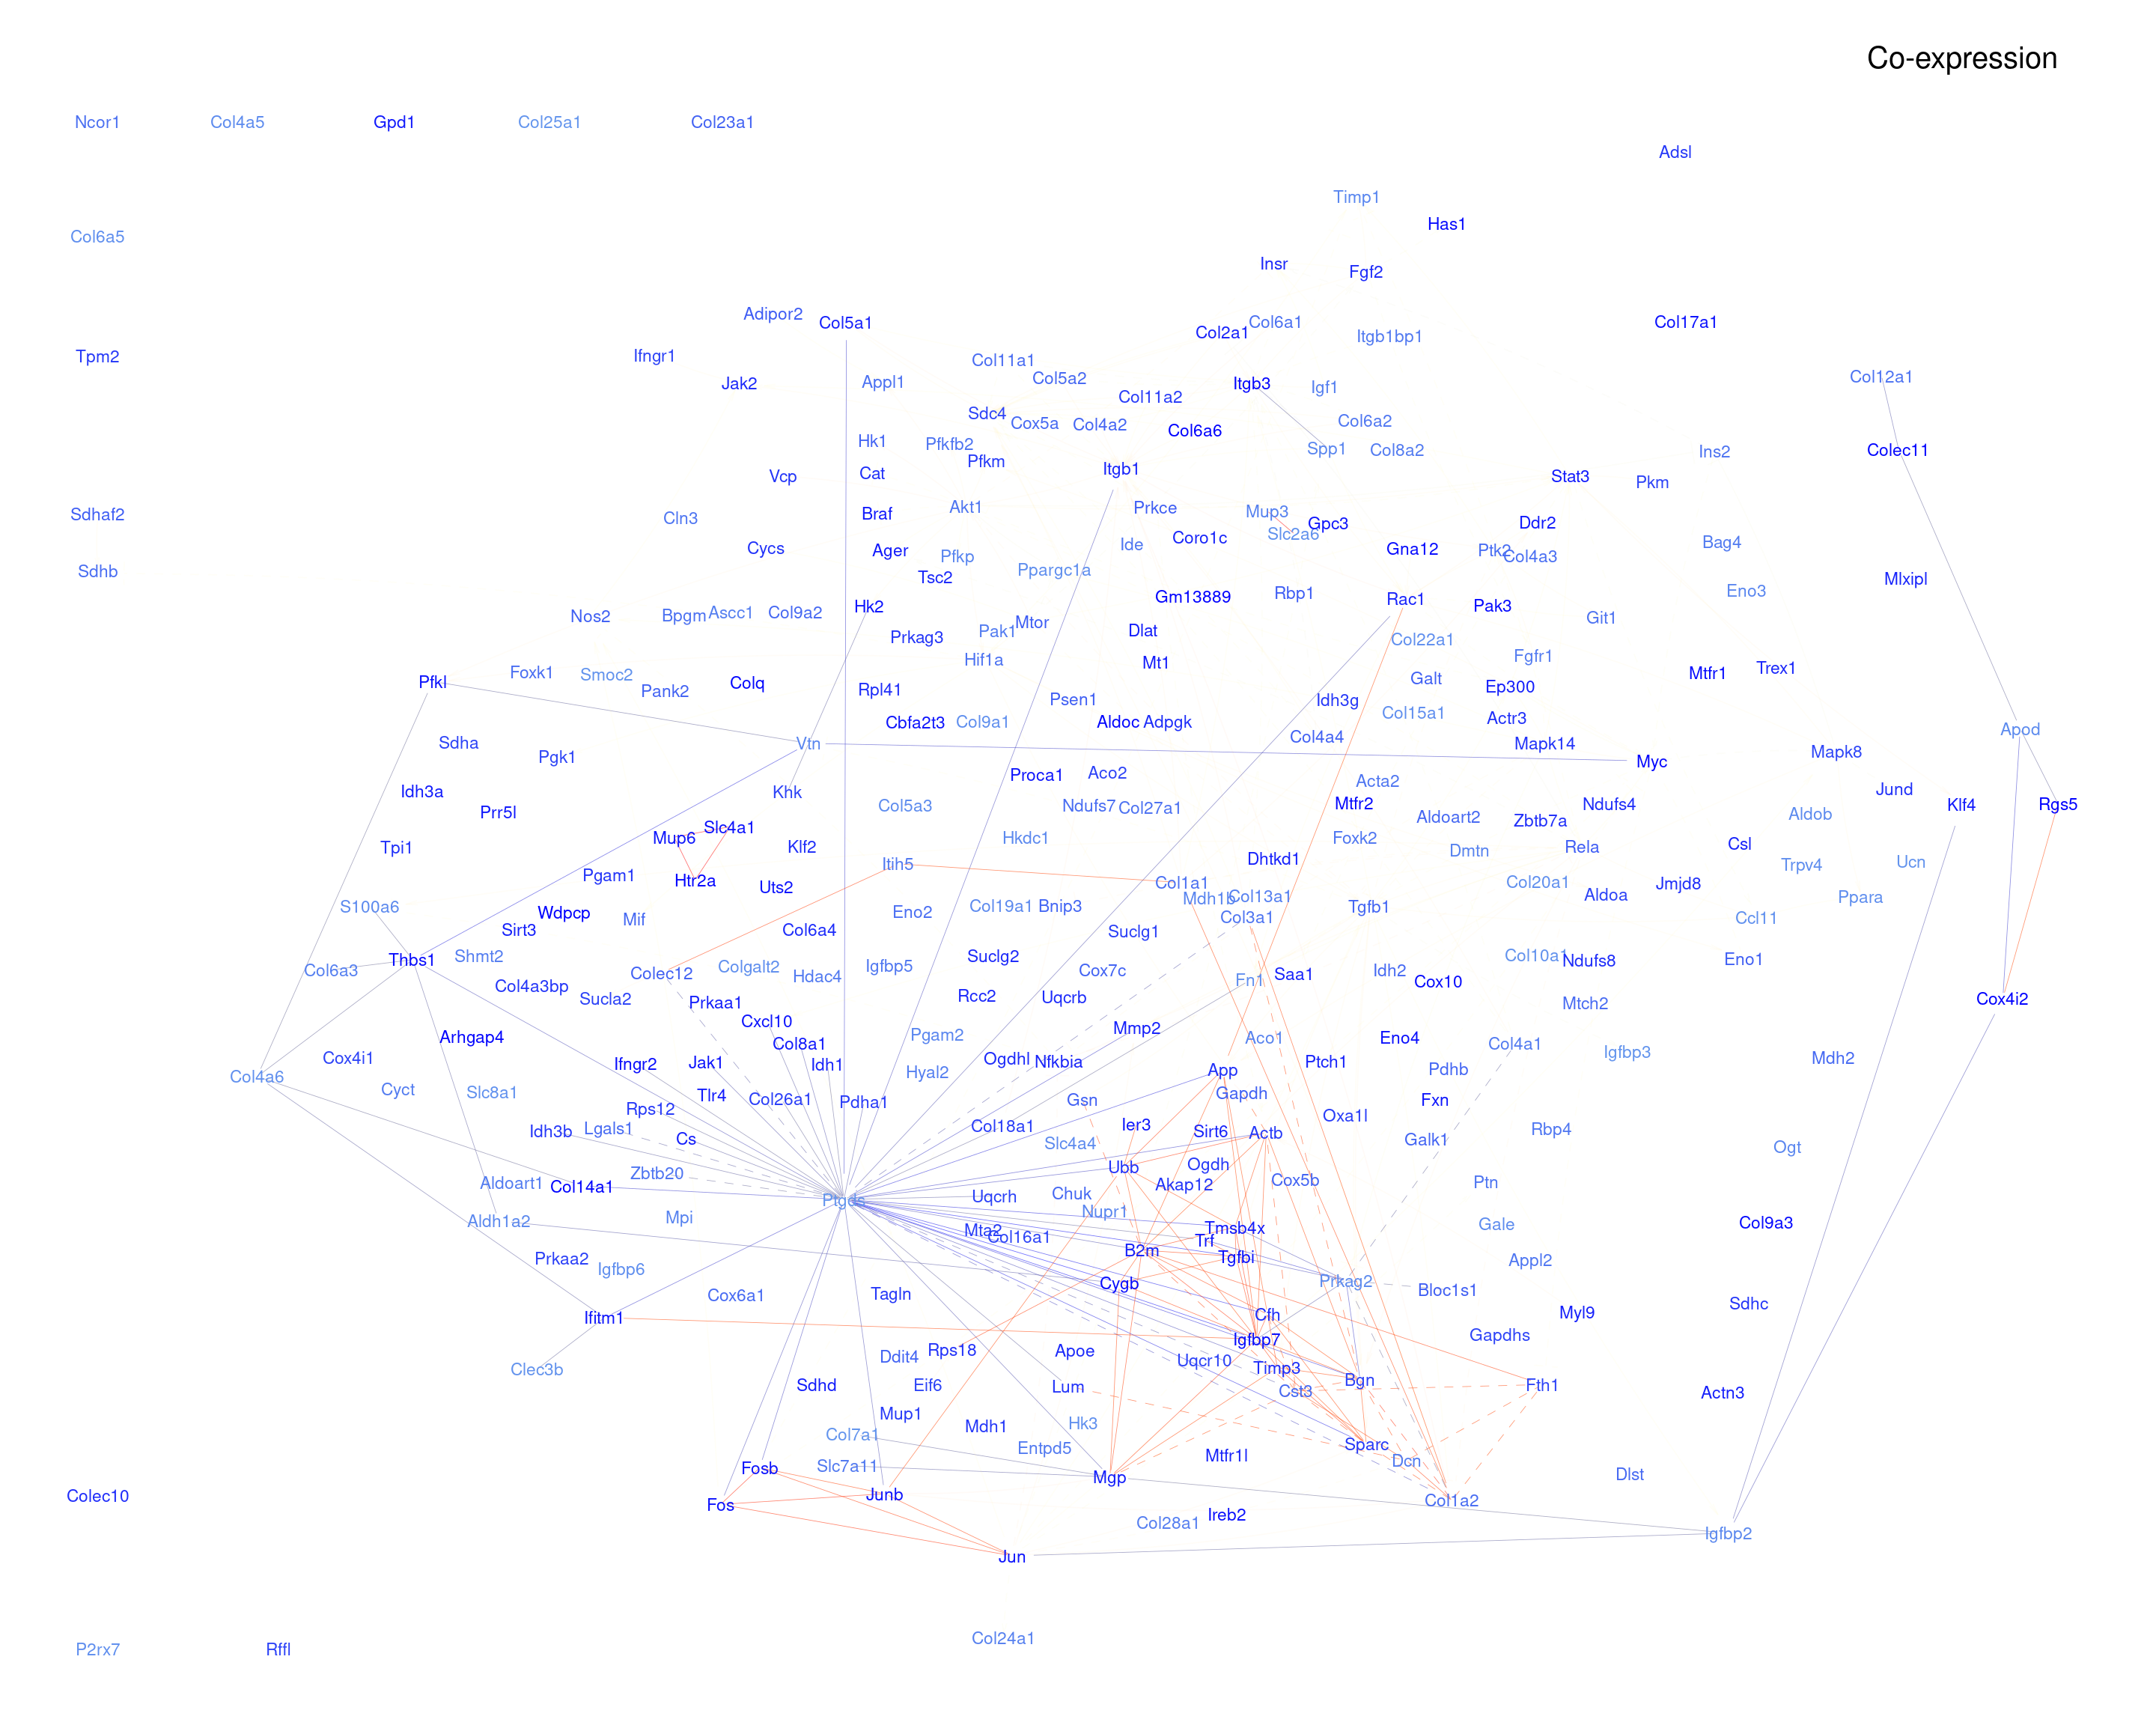 Co-expression
Ncor1 Col4a5 Gpd1 Col25a1 Col23a1
Adsl
Timp1
Has1
Col6a5
Insr Fgf2
Adipor2 Col5a1 Col2a1 Col6a1 Itgb1bp1 Col17a1
Tpm2 Ifngr1 Col11a1
Jak2 Appl1 Col5a2 Itgb3 Igf1 Col12a1
Col11a2
Sdc4 Cox5a Col4a2 Col6a6 Col6a2
Hk1 Pfkfb2 Spp1 Col8a2 Ins2 Colec11
Vcp Cat Pfkm Itgb1 Stat3 Pkm
Sdhaf2 Cln3 Braf Akt1 Prkce Mup3 Gpc3 Ddr2
Cycs Ager Pfkp Ide Coro1c Slc2a6 Gna12 Ptk2 Col4a3 Bag4
Sdhb Tsc2 Ppargc1a Mlxipl
Nos2 Bpgm Ascc1 Col9a2 Hk2 Gm13889 Rbp1 Rac1 Pak3 Git1 Eno3
Prkag3 Pak1 Mtor Dlat Col22a1
Pfkl Foxk1 Smoc2 Pank2 Colq Rpl41 Hif1a Mt1 Galt Fgfr1 Mtfr1 Trex1
Psen1 Idh3g Ep300
Cbfa2t3 Col9a1 Aldoc Adpgk Col15a1 Actr3 Apod
Sdha Pgk1 Vtn Col4a4 Mapk14 Myc Mapk8
Idh3a Prr5l Khk Col5a3 Proca1 Aco2 Ndufs7 Col27a1 Acta2 Mtfr2 Ndufs4 Jund Klf4 Rgs5
Tpi1 Mup6 Slc4a1 Klf2 Hkdc1 Foxk2 Aldoart2 Zbtb7a Aldob
Pgam1 Htr2a Uts2 Itih5 Dhtkd1 Dmtn Rela Csl Trpv4 Ucn
S100a6 Wdpcp Mif Eno2 Col19a1 Bnip3 Col1a1 Mdh1b Col13a1 Col3a1 Tgfb1 Col20a1 Aldoa Jmjd8 Ppara
Sirt3 Col6a4 Suclg1 Ccl11
Col6a3 Thbs1 Shmt2 Colec12 Colgalt2 Hdac4 Igfbp5 Suclg2 Cox7c Fn1 Saa1 Idh2 Col10a1 Ndufs8 Eno1
Col4a3bp Sucla2 Prkaa1 Rcc2 Uqcrb Cox10 Mtch2 Cox4i2
Arhgap4 Cxcl10 Col8a1 Pgam2 Mmp2 Aco1 Eno4 Col4a1
Cox4i1 Ifngr2 Jak1 Idh1 Ogdhl Nfkbia Ptch1 Igfbp3 Mdh2
Col4a6 Cyct Slc8a1 Tlr4 Hyal2 App Pdhb
Rps12 Col26a1 Pdha1 Gsn Gapdh Fxn
Idh3b Lgals1 Cs Col18a1 Ier3 Sirt6 Actb Oxa1l Galk1 Rbp4
Slc4a4 Ogt
Aldoart1 Col14a1 Zbtb20 Ptgds Uqcrh Chuk Ubb Ogdh Akap12 Cox5b Ptn
Aldh1a2 Mpi Mta2 Col16a1 Nupr1 Tmsb4x Trf Gale Col9a3
Prkaa2 Igfbp6 B2m Tgfbi Appl2
Cox6a1 Tagln Cygb Prkag2 Bloc1s1 Sdhc
Ifitm1 Cfh Igfbp7 Myl9 Gapdhs
Clec3b Ddit4 Rps18 Apoe Uqcr10 Timp3
Sdhd Eif6 Lum Cst3 Bgn Fth1 Actn3
Col7a1 Mup1 Mdh1 Hk3 Entpd5
Fosb Slc7a11 Mgp Mtfr1l Sparc Dcn Dlst
Colec10 Fos Junb Ireb2 Col1a2
Jun Col28a1 Igfbp2
P2rx7 Rffl Col24a1